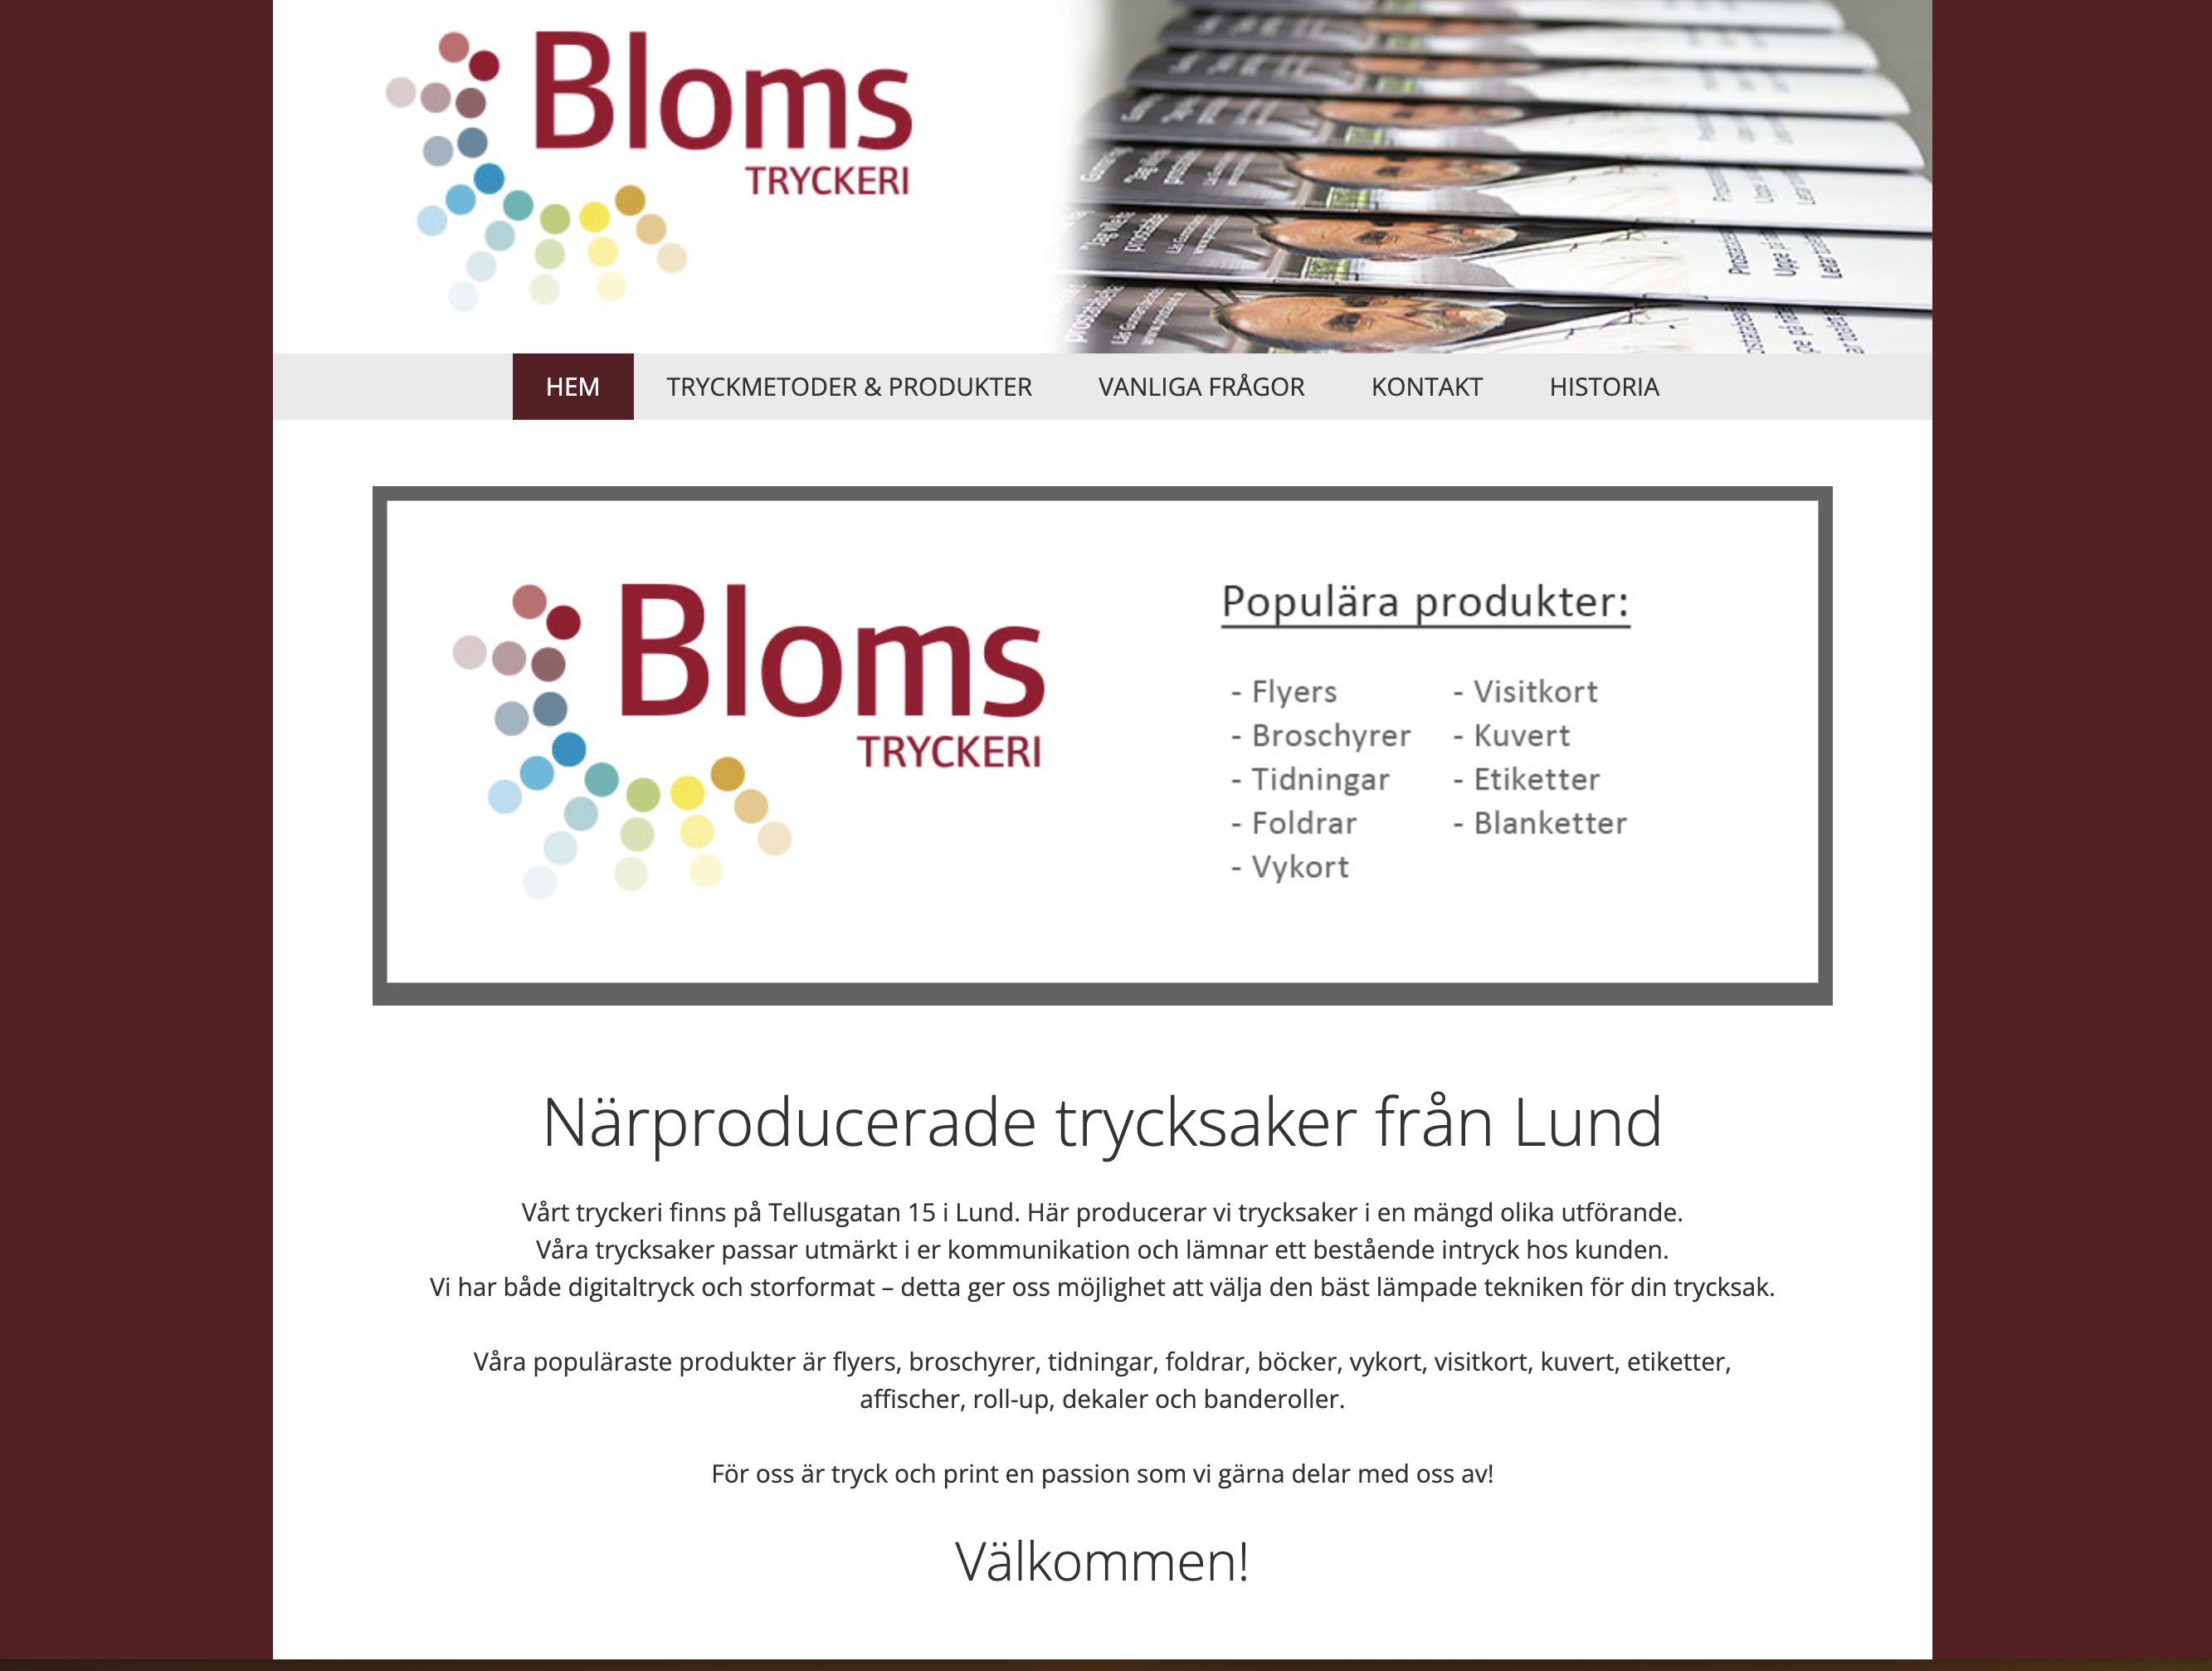 Bloms
TRYCKERI
HEM
TRYCKMETODER & PRODUKTER
VANLIGA FRÅGOR
KONTAKT
HISTORIA
Bloms
TRYCKERI
Populära produkter:
- Flyers
- Broschyrer
- Tidningar
- Foldrar
- Vykort
- Visitkort
- Kuvert
- Etiketter
- Blanketter
Närproducerade trycksaker från Lund
Vårt tryckeri finns på Tellusgatan 15 i Lund. Här producerar vi trycksaker i en mängd olika utförande.
Våra trycksaker passar utmärkt i er kommunikation och lämnar ett bestående intryck hos kunden.
Vi har både digitaltryck och storformat – detta ger oss möjlighet att välja den bäst lämpade tekniken för din trycksak.
Våra populäraste produkter är flyers, broschyrer, tidningar, foldrar, böcker, vykort, visitkort, kuvert, etiketter,
affischer, roll-up, dekaler och banderoller.
För oss är tryck och print en passion som vi gärna delar med oss av!
Välkommen!